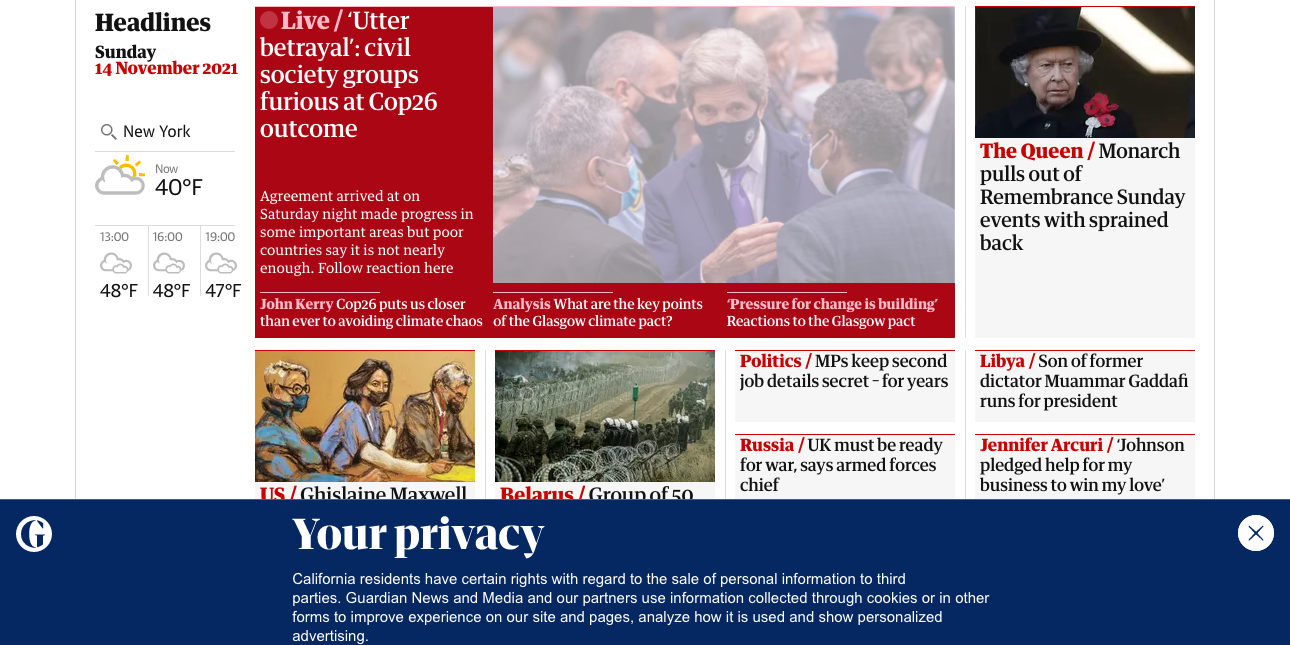 Headlines
Sunday
14 November 2021
New York
Now
40°F
13:00
16:00
19:00
48°F
48°F
47°F
Live / ‘Utter
betrayal’: civil
society groups
furious at Cop26
outcome
Agreement arrived at on
Saturday night made progress in
some important areas but poor
countries say it is not nearly
enough. Follow reaction here
John Kerry Cop26 puts us closer
than ever to avoiding climate chaos
Analysis What are the key points
of the Glasgow climate pact?
‘Pressure for change is building’
Reactions to the Glasgow pact
The Queen / Monarch
pulls out of
Remembrance Sunday
events with sprained
back
US / Ghislaine Maxwell
Belarus / Group of 50
Politics / MPs keep second
job details secret – for years
Russia / UK must be ready
for war, says armed forces
chief
Libya / Son of former
dictator Muammar Gaddafi
runs for president
Jennifer Arcuri / ‘Johnson
pledged help for my
business to win my love’
G
Your privacy
California residents have certain rights with regard to the sale of personal information to third
parties. Guardian News and Media and our partners use information collected through cookies or in other
forms to improve experience on our site and pages, analyze how it is used and show personalized
advertising.